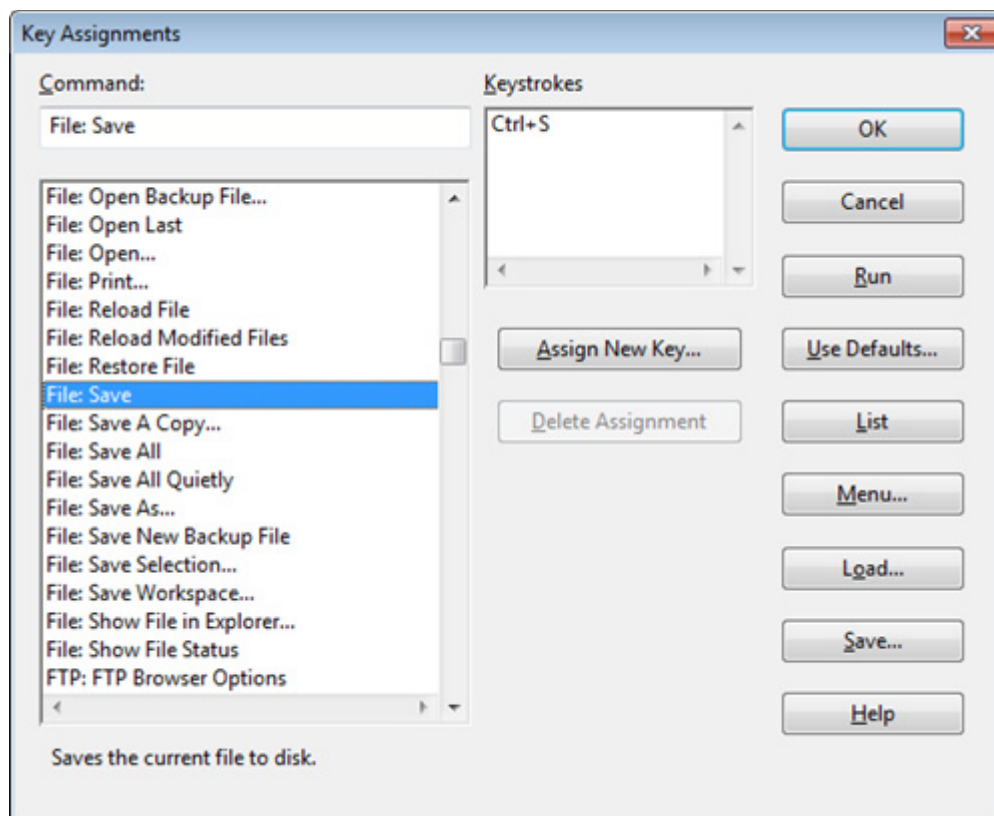 Key Assignments
Command:
File: Save
File: Open Backup File...
File: Open Last
File: Open...
File: Print...
File: Reload File
File: Reload Modified Files
File: Restore File
File: Save
File: Save A Copy...
File: Save All
File: Save All Quietly
File: Save As...
File: Save New Backup File
File: Save Selection...
File: Save Workspace...
File: Show File in Explorer...
File: Show File Status
FTP: FTP Browser Options
Saves the current file to disk.
Keystrokes
Ctrl+S
Assign New Key...
Delete Assignment
OK
Cancel
Run
Use Defaults...
List
Menu...
Load...
Save...
Help